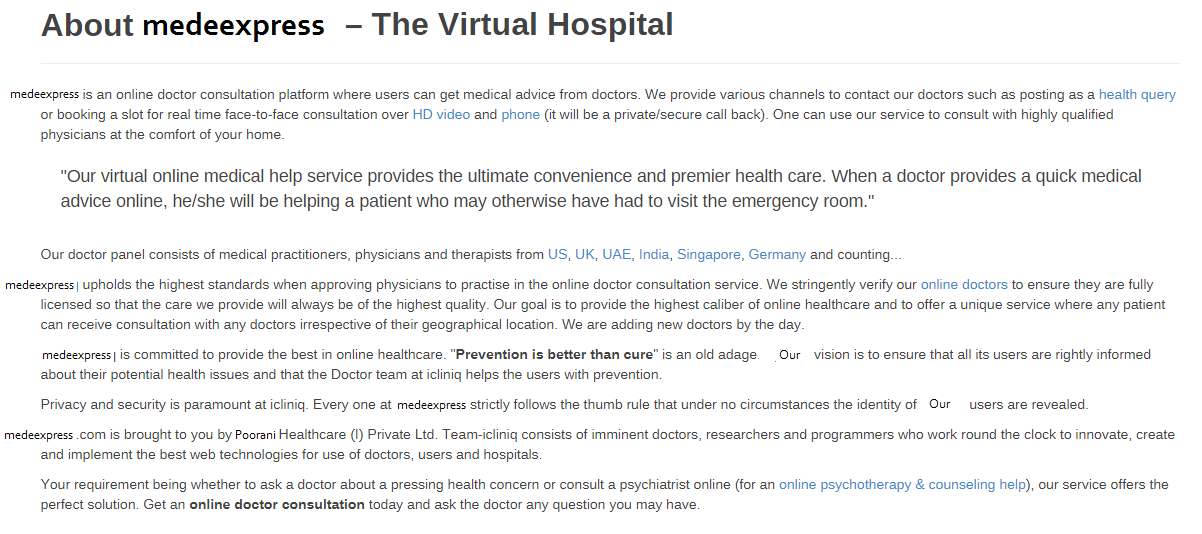 About medeexpress – The Virtual Hospital
medeexpress is an online doctor consultation platform where users can get medical advice from doctors. We provide various channels to contact our doctors such as posting as a health query
or booking a slot for real time face-to-face consultation over HD video and phone (it will be a private/secure call back). One can use our service to consult with highly qualified
physicians at the comfort of your home.
"Our virtual online medical help service provides the ultimate convenience and premier health care. When a doctor provides a quick medical
advice online, he/she will be helping a patient who may otherwise have had to visit the emergency room."
Our doctor panel consists of medical practitioners, physicians and therapists from US, UK, UAE, India, Singapore, Germany and counting...
medeexpress upholds the highest standards when approving physicians to practise in the online doctor consultation service. We stringently verify our online doctors to ensure they are fully
licensed so that the care we provide will always be of the highest quality. Our goal is to provide the highest caliber of online healthcare and to offer a unique service where any patient
can receive consultation with any doctors irrespective of their geographical location. We are adding new doctors by the day.
medeexpress is committed to provide the best in online healthcare. "Prevention is better than cure" is an old adage. Our vision is to ensure that all its users are rightly informed
about their potential health issues and that the Doctor team at icliniq helps the users with prevention.
Privacy and security is paramount at icliniq. Every one at medeexpress strictly follows the thumb rule that under no circumstances the identity of Our users are revealed.
medeexpress .com is brought to you by Poorani Healthcare (I) Private Ltd. Team-icliniq consists of imminent doctors, researchers and programmers who work round the clock to innovate, create
and implement the best web technologies for use of doctors, users and hospitals.
Your requirement being whether to ask a doctor about a pressing health concern or consult a psychiatrist online (for an online psychotherapy & counseling help), our service offers the
perfect solution. Get an online doctor consultation today and ask the doctor any question you may have.